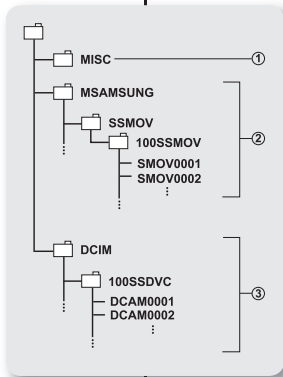 MISC ①
MSAMSUNG
SSMOV
②
100SSMOV
SMOV0001
SMOV0002
DCIM
100SSDVC
③
DCAM0001
DCAM0002